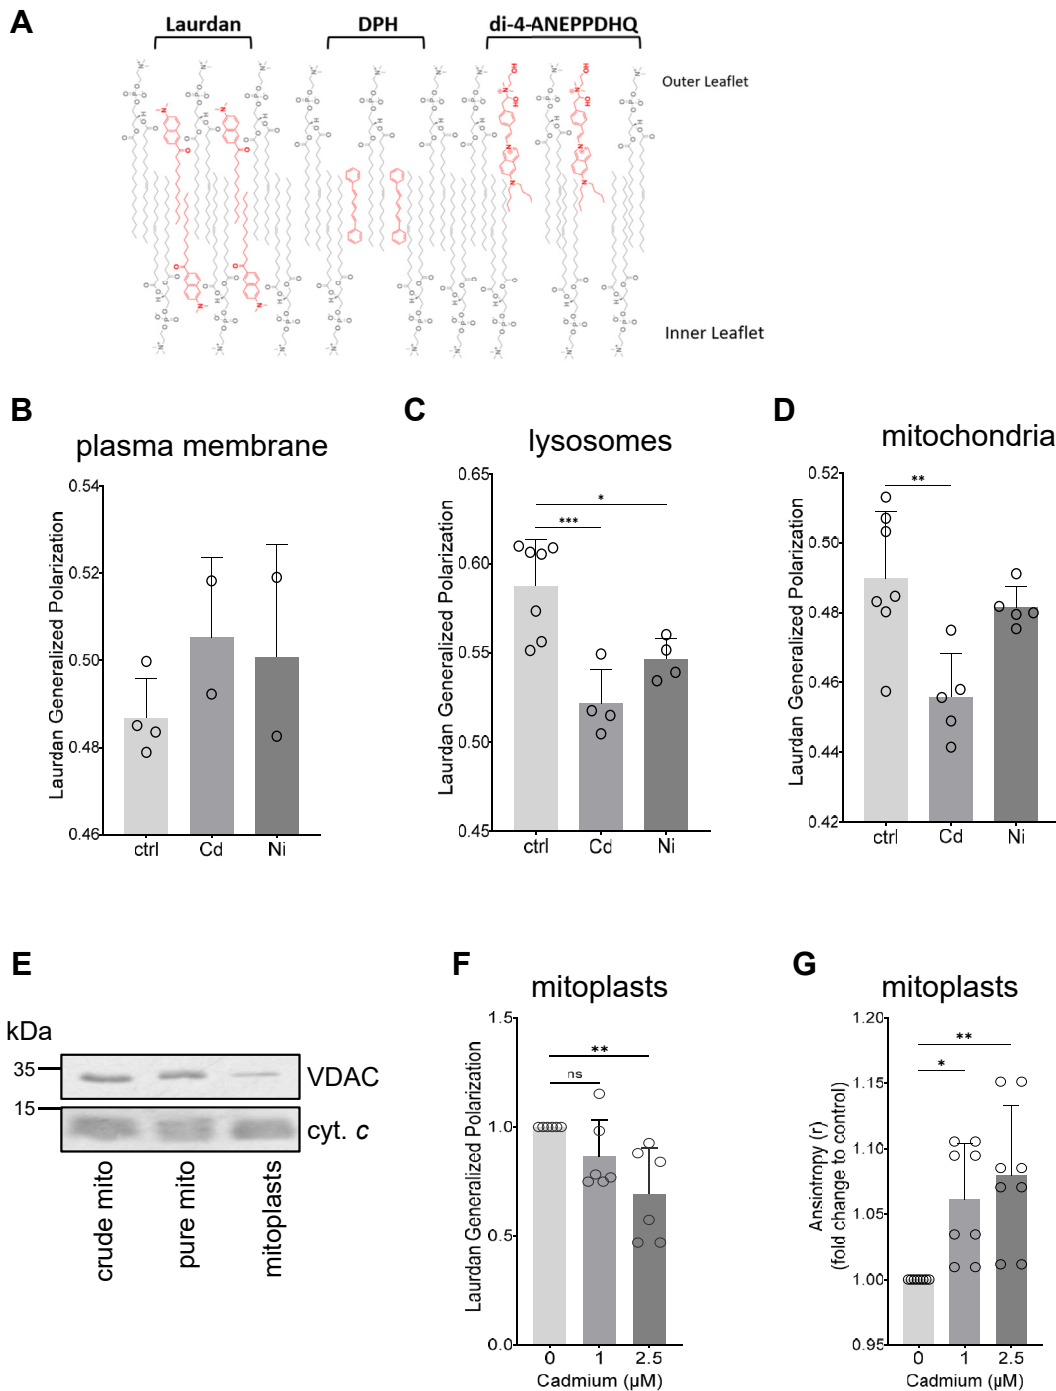 A
Laurdan
DPH
di-4-ANEPPDHQ
Outer Leaflet
Inner Leaflet
B
plasma membrane
Laurdan Generalized Polarization
0.54
0.52
0.50
0.48
0.46
ctrl
Cd
Ni
C
lysosomes
Laurdan Generalized Polarization
0.65
0.60
0.55
0.50
0.45
*
***
ctrl
Cd
Ni
D
mitochondria
Laurdan Generalized Polarization
0.52
0.50
0.48
0.46
0.44
0.42
**
ctrl
Cd
Ni
E
kDa
35
15
VDAC
cyt. c
crude mito
pure mito
mitoplasts
F
mitoplasts
Laurdan Generalized Polarization
1.5
1.0
0.5
0.0
**
ns
0
1
2.5
Cadmium (µM)
G
mitoplasts
Ansiotropy (r)
(fold change to control)
1.20
1.15
1.10
1.05
1.00
0.95
**
*
0
1
2.5
Cadmium (µM)